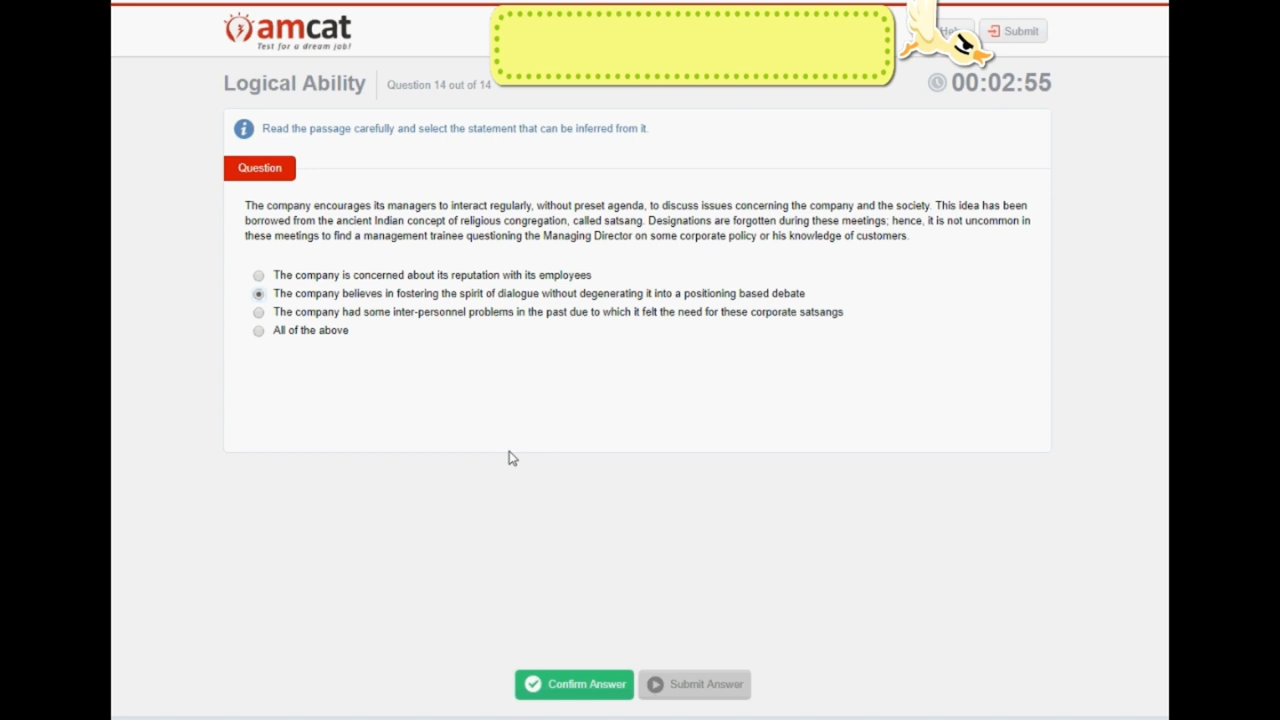 amcat
Test for a dream job!
Submit
Logical Ability
Question 14 out of 14
00:02:55
Read the passage carefully and select the statement that can be inferred from it.
Question
The company encourages its managers to interact regularly, without preset agenda, to discuss issues concerning the company and the society. This idea has been
borrowed from the ancient Indian concept of religious congregation, called satsang. Designations are forgotten during these meetings; hence, it is not uncommon in
these meetings to find a management trainee questioning the Managing Director on some corporate policy or his knowledge of customers.
The company is concerned about its reputation with its employees
The company believes in fostering the spirit of dialogue without degenerating it into a positioning based debate
The company had some inter-personnel problems in the past due to which it felt the need for these corporate satsangs
All of the above
Confirm Answer
Submit Answer